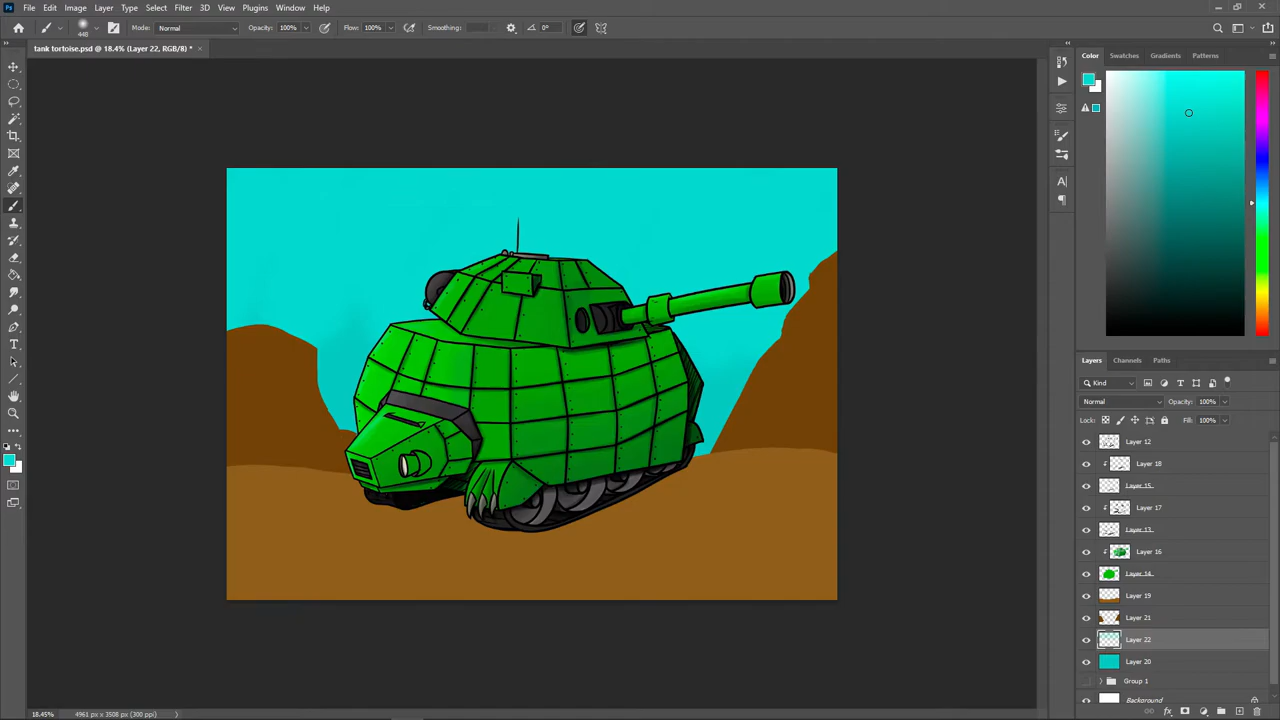 Ps File Edit Image Layer Type Select Filter 3D View Plugins Window Help
448 Mode: Normal Opacity: 100% Flow: 100% Smoothing: 0°
tank tortoise.psd @ 18.4% (Layer 22, RGB/8) * ×
Color Swatches Gradients Patterns
Layers Channels Paths
Kind
Normal Opacity: 100%
Lock: Fill: 100%
Layer 12
Layer 18
Layer 15
Layer 17
Layer 13
Layer 16
Layer 14
Layer 19
Layer 21
Layer 22
Layer 20
Group 1
Background
18.45% 4961 px x 3508 px (300 ppi)